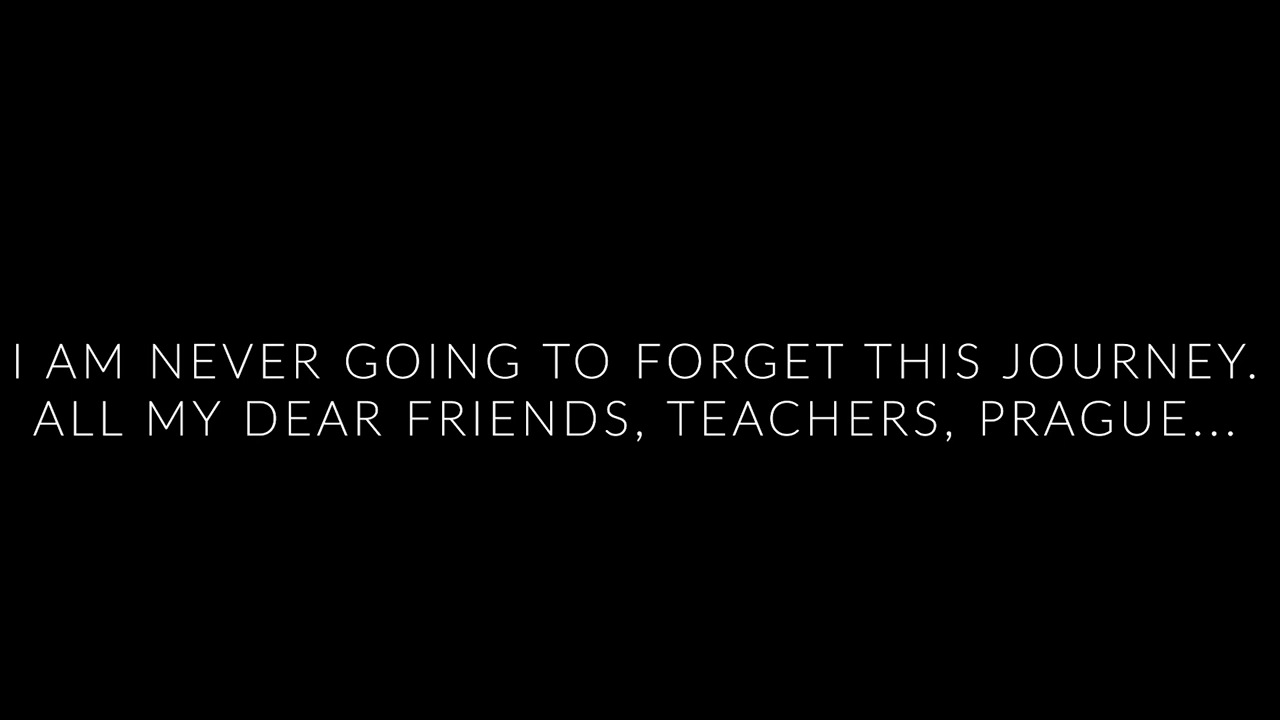 I AM NEVER GOING TO FORGET THIS JOURNEY.
ALL MY DEAR FRIENDS, TEACHERS, PRAGUE...